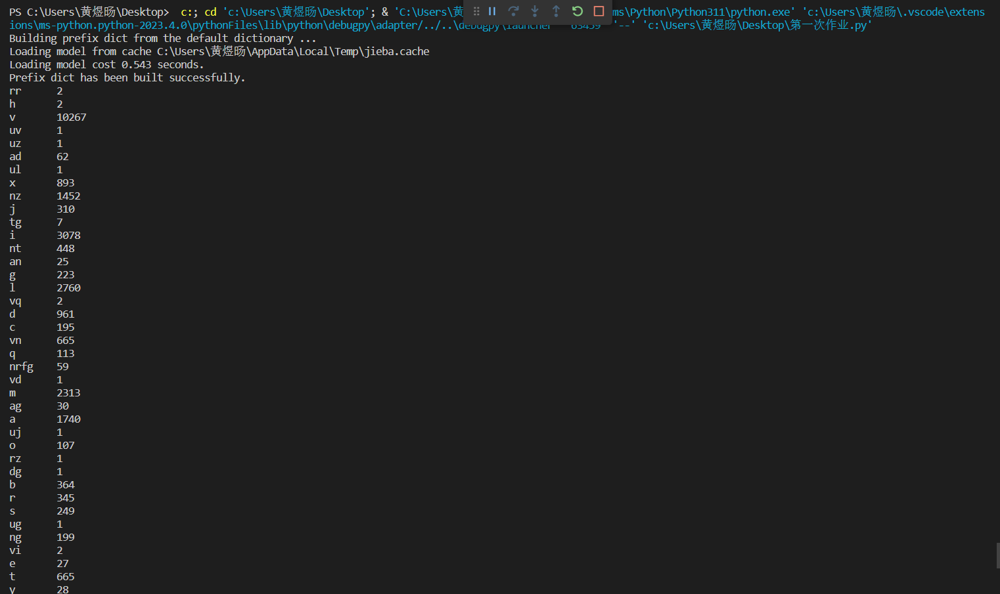 PS C:\Users\黄煜旸\Desktop>  c:; cd 'c:\Users\黄煜旸\Desktop'; & 'C:\Users\黄 ms\Python\Python311\python.exe' 'c:\Users\黄煜旸\.vscode\extens
ions\ms-python.python-2023.4.0\pythonFiles\lib\python\debugpy\adapter/../..\debugpy\launcher' '63459' '--' 'c:\Users\黄煜旸\Desktop\第一次作业.py'
Building prefix dict from the default dictionary ...
Loading model from cache C:\Users\黄煜旸\AppData\Local\Temp\jieba.cache
Loading model cost 0.543 seconds.
Prefix dict has been built successfully.
rr 2
h 2
v 10267
uv 1
uz 1
ad 62
ul 1
x 893
nz 1452
j 310
tg 7
i 3078
nt 448
an 25
g 223
l 2760
vq 2
d 961
c 195
vn 665
q 113
nrfg 59
vd 1
m 2313
ag 30
a 1740
uj 1
o 107
rz 1
dg 1
b 364
r 345
s 249
ug 1
ng 199
vi 2
e 27
t 665
y 28